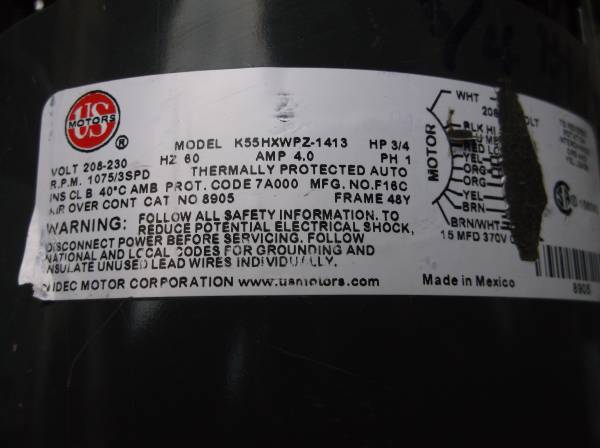 US
MOTORS
®
MODEL K55HXWPZ-1413 HP 3/4
VOLT 208-230 HZ 60 AMP 4.0 PH 1
R.P.M. 1075/3SPD THERMALLY PROTECTED AUTO
INS CL B 40°C AMB PROT. CODE 7A000 MFG. NO.F16C
AIR OVER CONT CAT NO 8905 FRAME 48Y
WARNING: FOLLOW ALL SAFETY INFORMATION. TO
REDUCE POTENTIAL ELECTRICAL SHOCK,
DISCONNECT POWER BEFORE SERVICING. FOLLOW
NATIONAL AND LOCAL CODES FOR GROUNDING AND
INSULATE UNUSED LEAD WIRES INDIVIDUALLY.
IDEC MOTOR CORPORATION www.usmotors.com
Made in Mexico
MOTOR
WHT
208
BLK HI
YEL
ORG
ORG
YEL
BRN
BRN/WHT
15 MFD 370V
8905